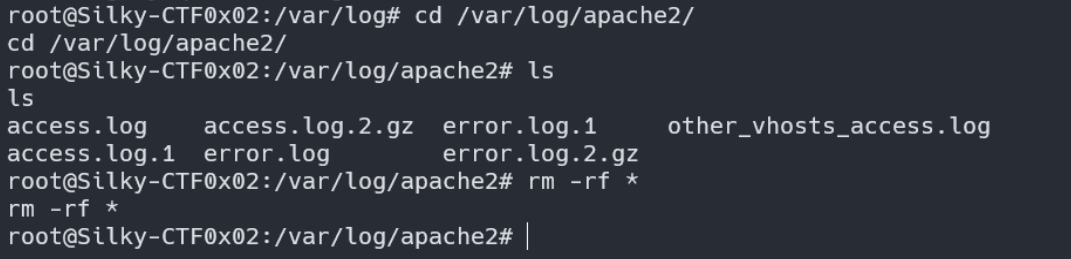 root@Silky-CTF0x02:/var/log# cd /var/log/apache2/
cd /var/log/apache2/
root@Silky-CTF0x02:/var/log/apache2# ls
ls
access.log    access.log.2.gz  error.log.1      other_vhosts_access.log
access.log.1  error.log        error.log.2.gz
root@Silky-CTF0x02:/var/log/apache2# rm -rf *
rm -rf *
root@Silky-CTF0x02:/var/log/apache2#